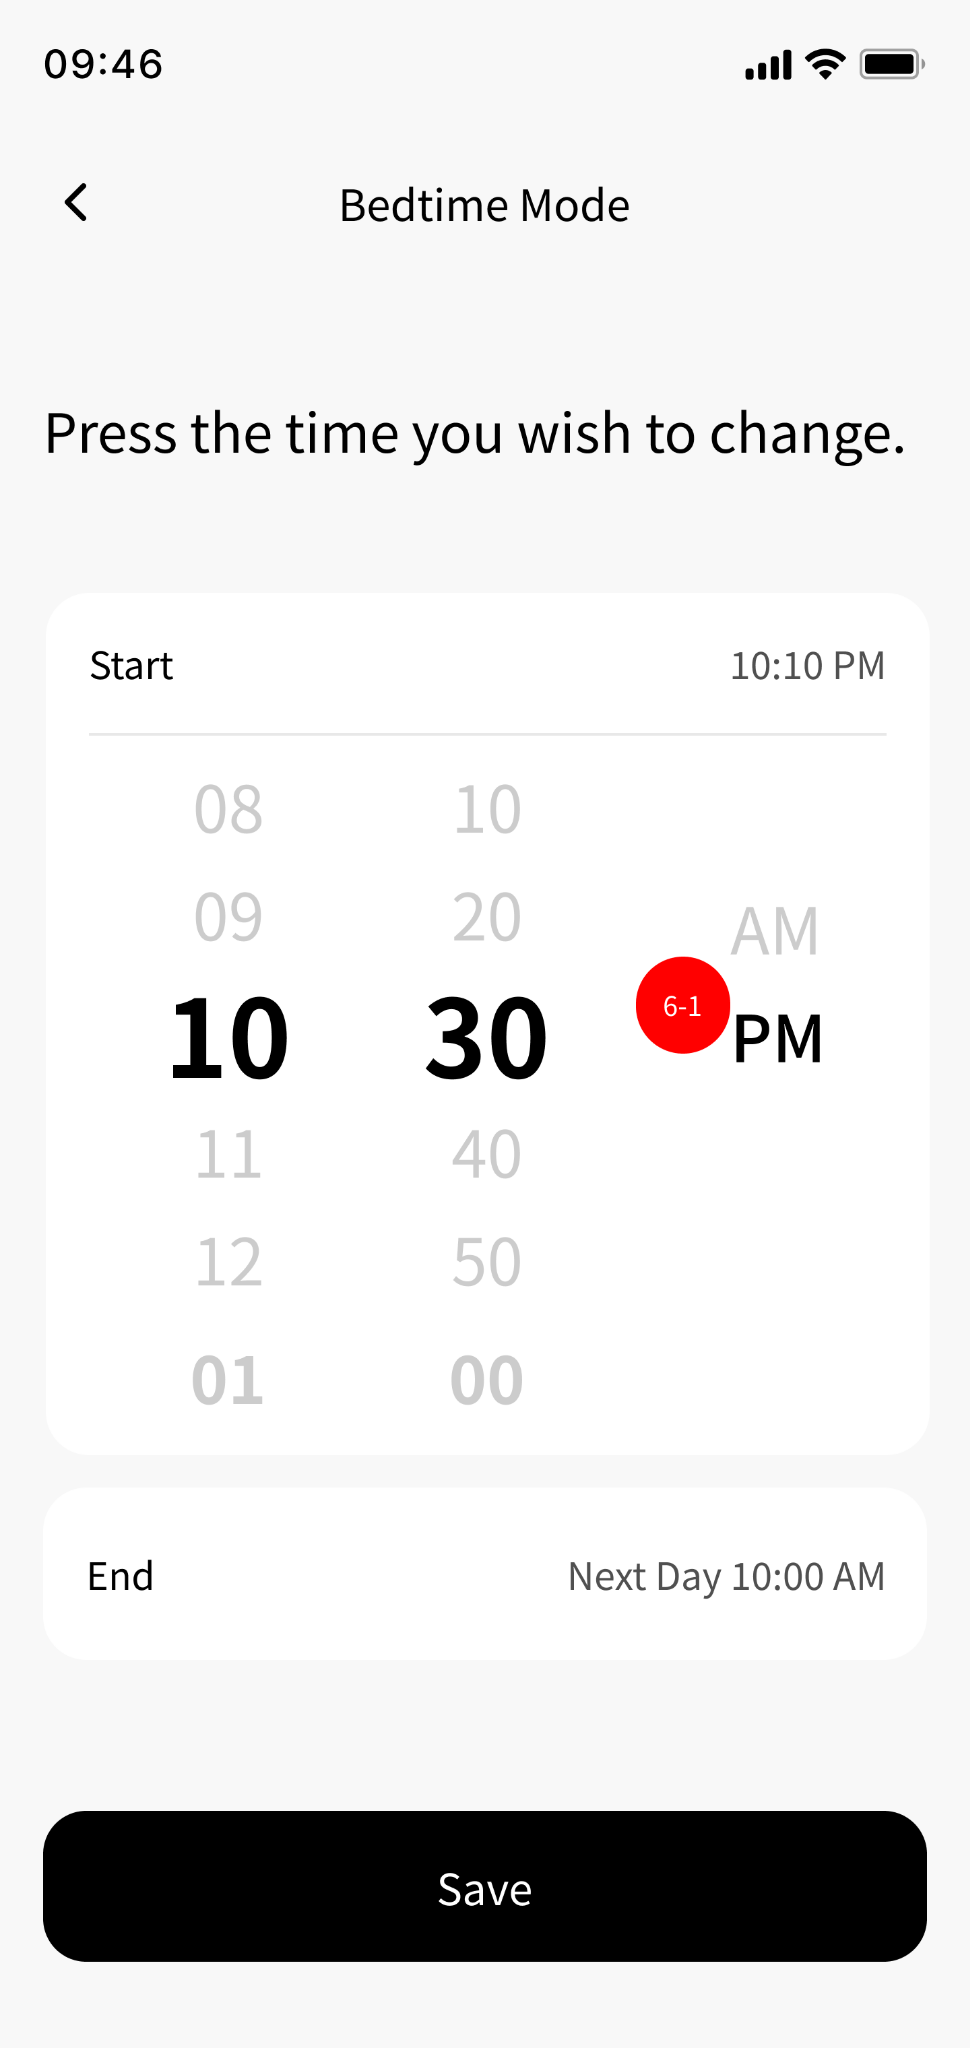 09:46
Bedtime Mode
Press the time you wish to change.
Start 10:10 PM
08 10
09 20 AM
10 30 6-1 PM
11 40
12 50
01 00
End Next Day 10:00 AM
Save